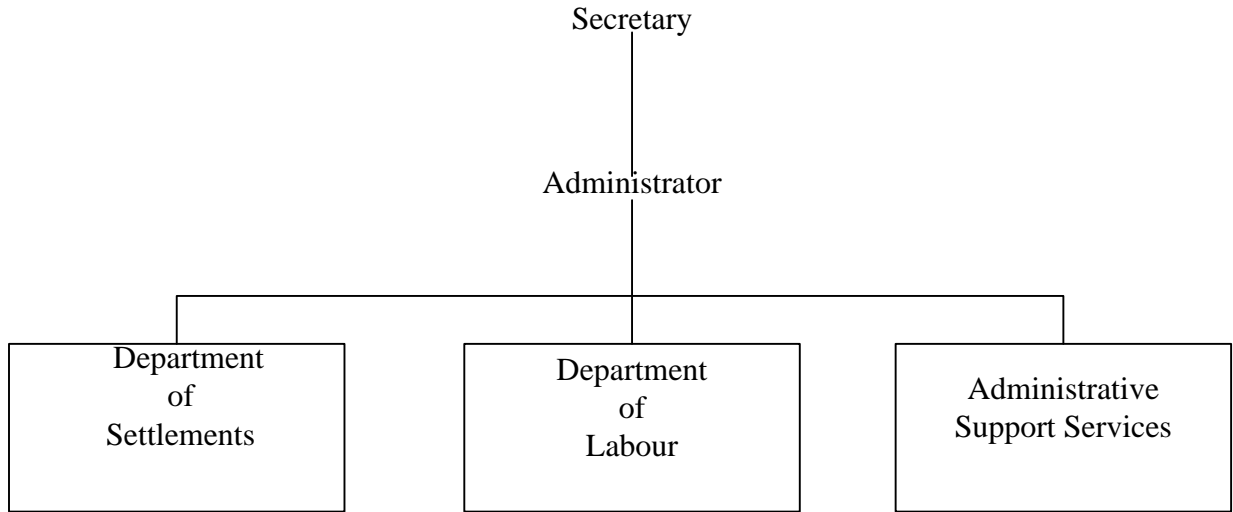 Secretary
Administrator
Department
of
Settlements
Department
of
Labour
Administrative
Support Services